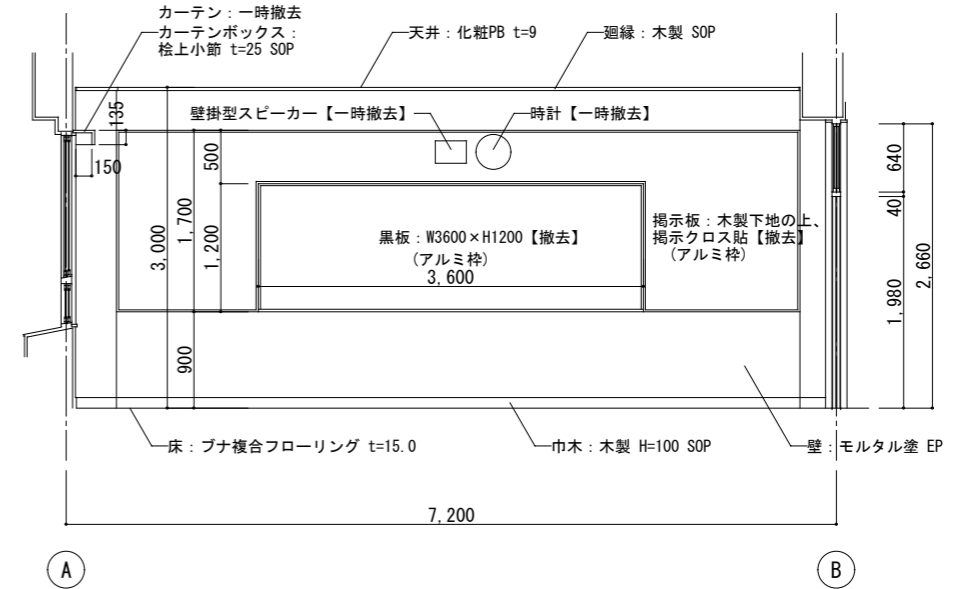 カーテン：一時撤去
カーテンボックス：
桧上小節 t=25 SOP
天井：化粧PB t=9
廻縁：木製 SOP
壁掛型スピーカー【一時撤去】
時計【一時撤去】
135
150
500
640
40
3,000
1,700
1,200
黒板：W3600×H1200【撤去】
(アルミ枠)
3,600
掲示板：木製下地の上、
掲示クロス貼【撤去】
(アルミ枠)
1,980
2,660
900
床：ブナ複合フローリング t=15.0
巾木：木製 H=100 SOP
壁：モルタル塗 EP
7,200
A
B